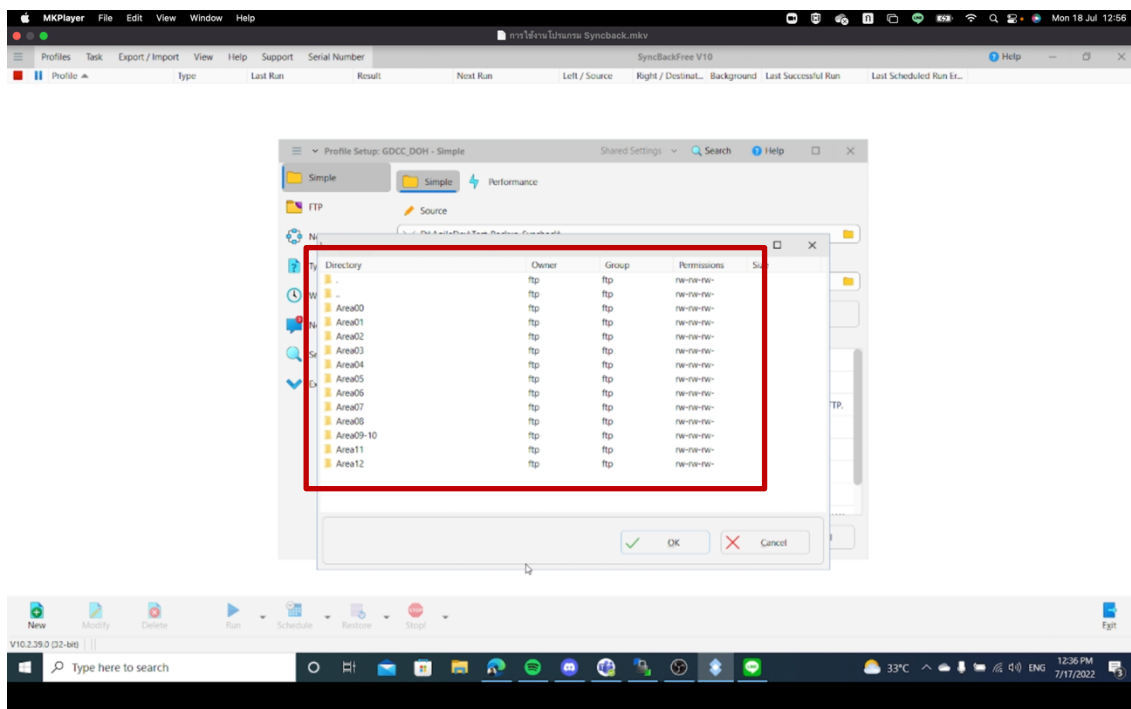 MKPlayer File Edit View Window Help Mon 18 Jul 12:56
การใช้งานโปรแกรม Syncback.mkv
Profiles Task Export/Import View Help Support Serial Number SyncBackFree V10 Help
Profile Type Last Run Result Next Run Left / Source Right / Destinat... Background Last Successful Run Last Scheduled Run Er...
Profile Setup: GDCC_DOH - Simple Shared Settings Search Help
Simple Simple Performance
FTP Source
Directory Owner Group Permissions
. ftp ftp rw-rw-rw-
.. ftp ftp rw-rw-rw-
Area00 ftp ftp rw-rw-rw-
Area01 ftp ftp rw-rw-rw-
Area02 ftp ftp rw-rw-rw-
Area03 ftp ftp rw-rw-rw-
Area04 ftp ftp rw-rw-rw-
Area05 ftp ftp rw-rw-rw-
Area06 ftp ftp rw-rw-rw-
Area07 ftp ftp rw-rw-rw-
TP.
Area08 ftp ftp rw-rw-rw-
Area09-10 ftp ftp rw-rw-rw-
Area11 ftp ftp rw-rw-rw-
Area12 ftp ftp rw-rw-rw-
OK Cancel
New Modify Delete Run Schedule Restore Stop! Exit
V10.2.39.0 (32-bit)
Type here to search 33°C ENG 12:36 PM
7/17/2022